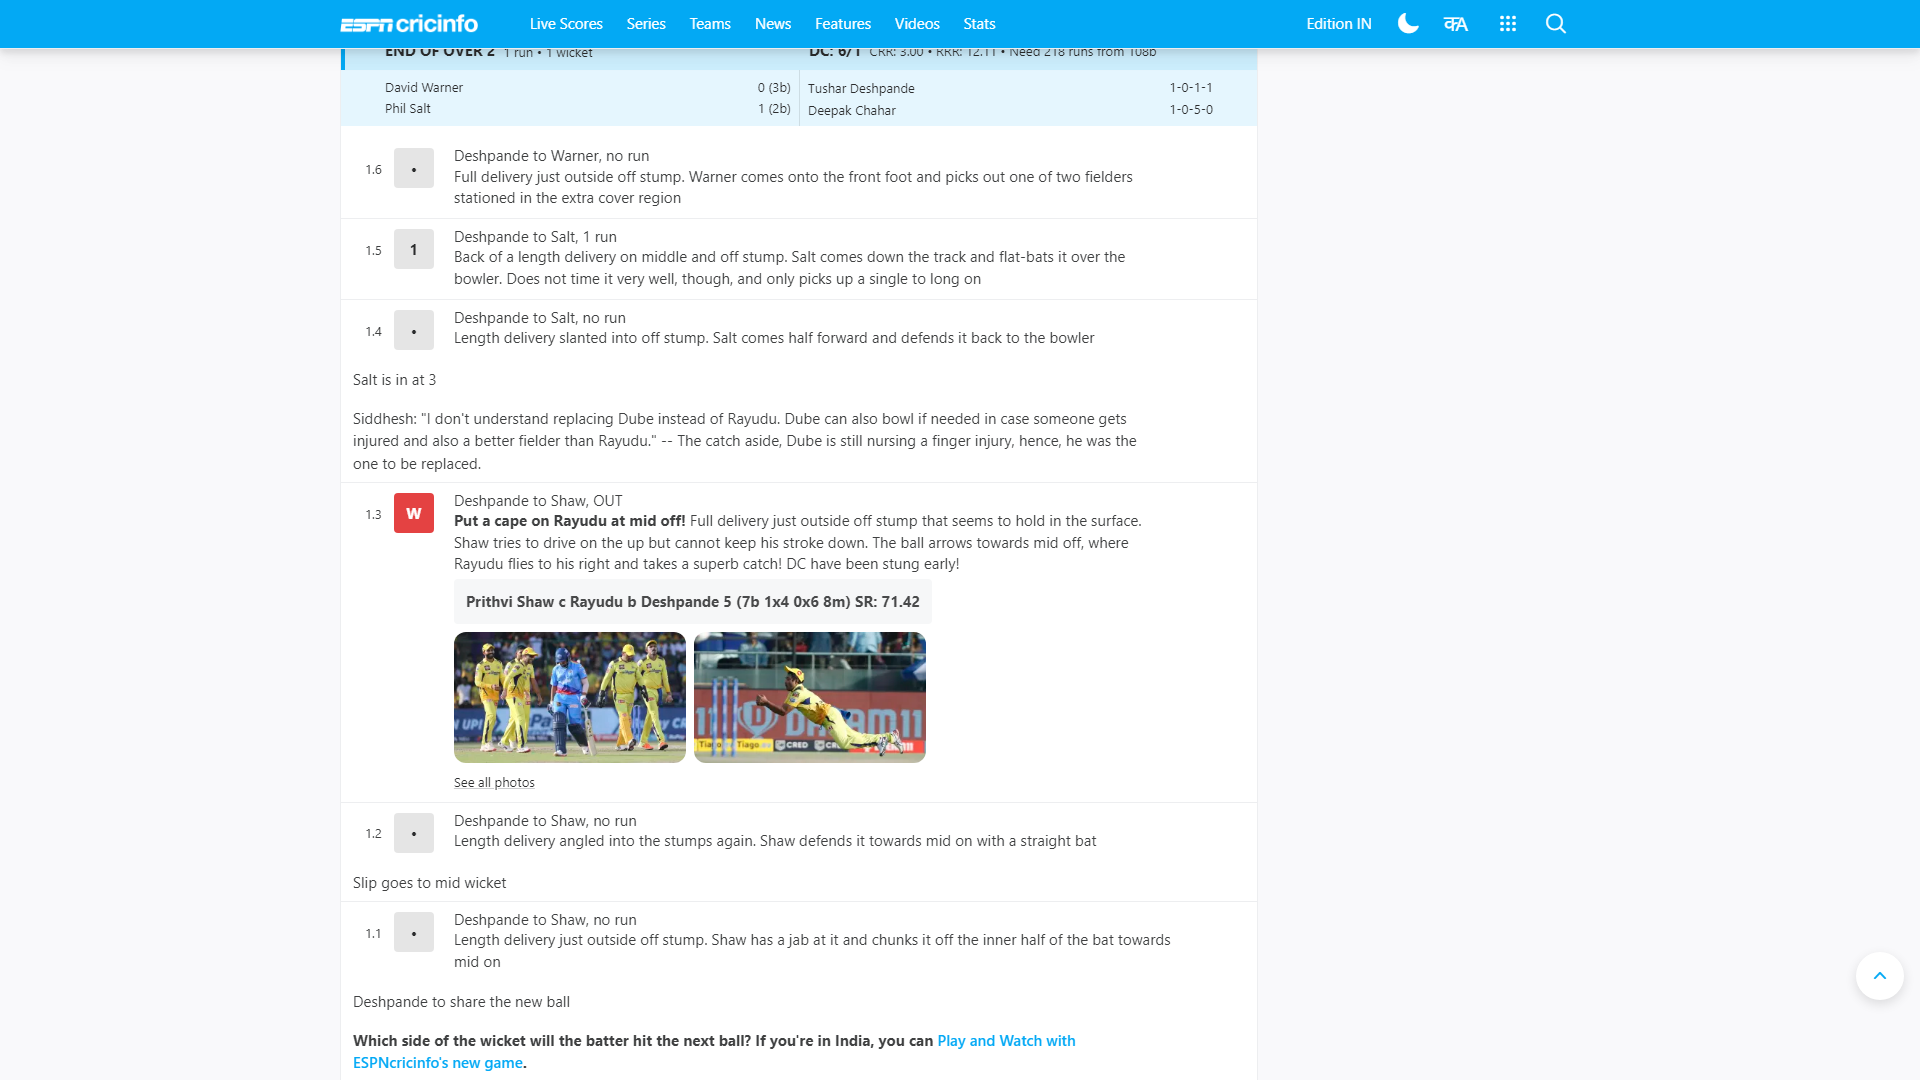 ESPN cricinfo Live Scores Series Teams News Features Videos Stats Edition IN कA
END OF OVER 2 1 run • 1 wicket DC: 6/1 CRR: 3.00 • RRR: 12.11 • Need 218 runs from 108b
David Warner 0 (3b) Tushar Deshpande 1-0-1-1
Phil Salt 1 (2b) Deepak Chahar 1-0-5-0
Deshpande to Warner, no run
1.6 • Full delivery just outside off stump. Warner comes onto the front foot and picks out one of two fielders
stationed in the extra cover region
Deshpande to Salt, 1 run
1.5 1 Back of a length delivery on middle and off stump. Salt comes down the track and flat-bats it over the
bowler. Does not time it very well, though, and only picks up a single to long on
Deshpande to Salt, no run
1.4 • Length delivery slanted into off stump. Salt comes half forward and defends it back to the bowler
Salt is in at 3
Siddhesh: "I don't understand replacing Dube instead of Rayudu. Dube can also bowl if needed in case someone gets
injured and also a better fielder than Rayudu." -- The catch aside, Dube is still nursing a finger injury, hence, he was the
one to be replaced.
Deshpande to Shaw, OUT
1.3 W Put a cape on Rayudu at mid off! Full delivery just outside off stump that seems to hold in the surface.
Shaw tries to drive on the up but cannot keep his stroke down. The ball arrows towards mid off, where
Rayudu flies to his right and takes a superb catch! DC have been stung early!
Prithvi Shaw c Rayudu b Deshpande 5 (7b 1x4 0x6 8m) SR: 71.42
See all photos
Deshpande to Shaw, no run
1.2 • Length delivery angled into the stumps again. Shaw defends it towards mid on with a straight bat
Slip goes to mid wicket
Deshpande to Shaw, no run
1.1 • Length delivery just outside off stump. Shaw has a jab at it and chunks it off the inner half of the bat towards
mid on
Deshpande to share the new ball
Which side of the wicket will the batter hit the next ball? If you're in India, you can Play and Watch with
ESPNcricinfo's new game.